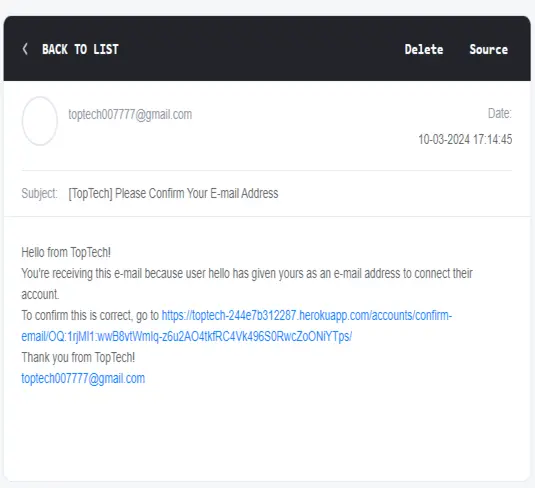 BACK TO LIST
Delete Source
toptech007777@gmail.com
Date:
10-03-2024 17:14:45
Subject: [TopTech] Please Confirm Your E-mail Address
Hello from TopTech!
You're receiving this e-mail because user hello has given yours as an e-mail address to connect their
account.
To confirm this is correct, go to https://toptech-244e7b312287.herokuapp.com/accounts/confirm-
email/OQ:1rjMl1:wwB8vtWmlq-z6u2AO4tkfRC4Vk496S0RwcZoONiYTps/
Thank you from TopTech!
toptech007777@gmail.com